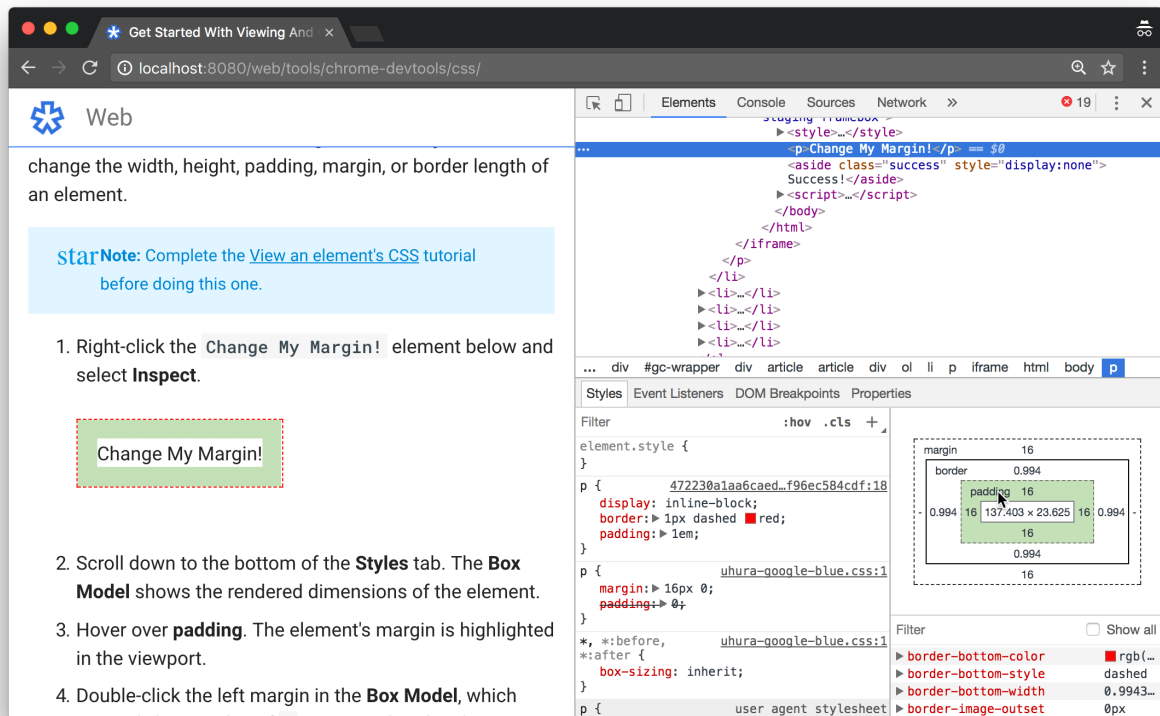 Get Started With Viewing And
localhost:8080/web/tools/chrome-devtools/css/
Web
change the width, height, padding, margin, or border length of
an element.
star Note: Complete the View an element's CSS tutorial
before doing this one.
1. Right-click the Change My Margin! element below and
select Inspect.
Change My Margin!
2. Scroll down to the bottom of the Styles tab. The Box
Model shows the rendered dimensions of the element.
3. Hover over padding. The element's margin is highlighted
in the viewport.
4. Double-click the left margin in the Box Model, which
Elements Console Sources Network » 19
▶<style>…</style>
… <p>Change My Margin!</p> == $0
<aside class="success" style="display:none">
Success!</aside>
▶<script>…</script>
</body>
</html>
</iframe>
</p>
</li>
▶<li>…</li>
▶<li>…</li>
▶<li>…</li>
▶<li>…</li>
… div #gc-wrapper div article article div ol li p iframe html body p
Styles Event Listeners DOM Breakpoints Properties
Filter :hov .cls +
element.style {
}
p { 472230a1aa6caed…f96ec584cdf:18
display: inline-block;
border:▶ 1px dashed red;
padding:▶ 1em;
}
p { uhura-google-blue.css:1
margin:▶ 16px 0;
padding:▶ 0;
}
*, *:before, uhura-google-blue.css:1
*:after {
box-sizing: inherit;
}
p { user agent stylesheet
margin 16
border 0.994
padding 16
- 0.994 16 137.403 × 23.625 16 0.994 -
16
0.994
16
Filter Show all
▶ border-bottom-color rgb(…
▶ border-bottom-style dashed
▶ border-bottom-width 0.9943…
▶ border-image-outset 0px